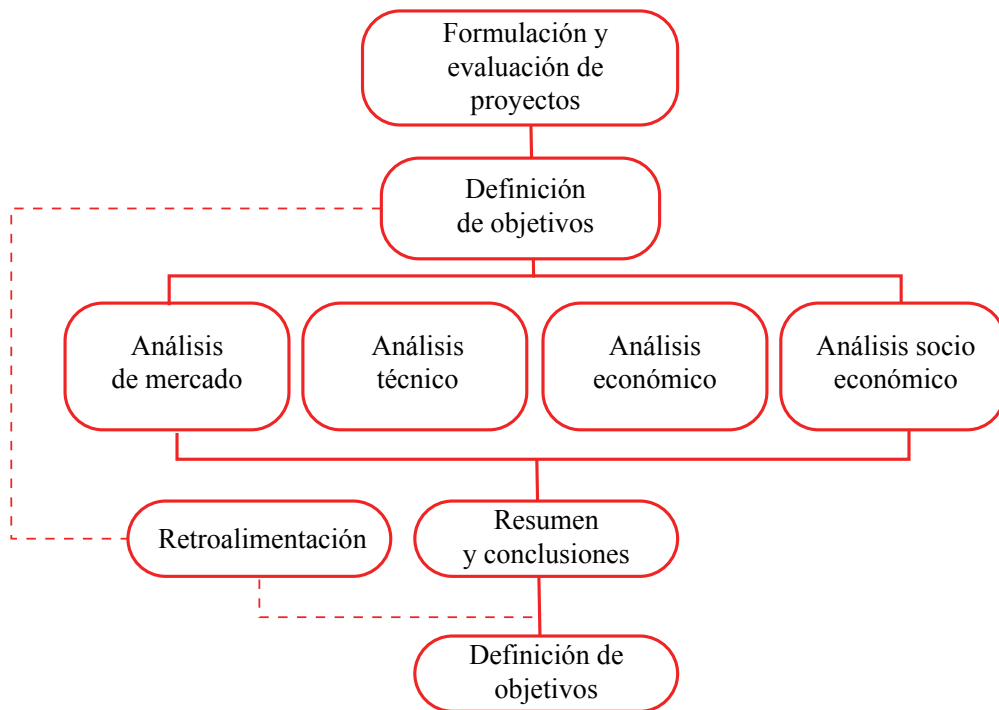 Formulación y
evaluación de
proyectos
Definición
de objetivos
Análisis
de mercado
Análisis
técnico
Análisis
económico
Análisis socio
económico
Retroalimentación
Resumen
y conclusiones
Definición de
objetivos